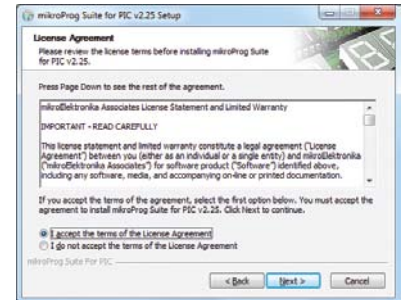 mikroProg Suite for PIC v2.25 Setup
License Agreement
Please review the license terms before installing mikroProg Suite
for PIC v2.25.
Press Page Down to see the rest of the agreement.
mikroElektronika Associates License Statement and Limited Warranty
IMPORTANT - READ CAREFULLY
This license statement and limited warranty constitute a legal agreement ("License
Agreement") between you (either as an individual or a single entity) and mikroElektronika
("mikroElektronika Associates") for software product ("Software") identified above,
including any software, media, and accompanying on-line or printed documentation.
If you accept the terms of the agreement, select the first option below. You must accept the
agreement to install mikroProg Suite for PIC v2.25. Click Next to continue.
I accept the terms of the License Agreement
I do not accept the terms of the License Agreement
mikroProg Suite For PIC
< Back Next > Cancel